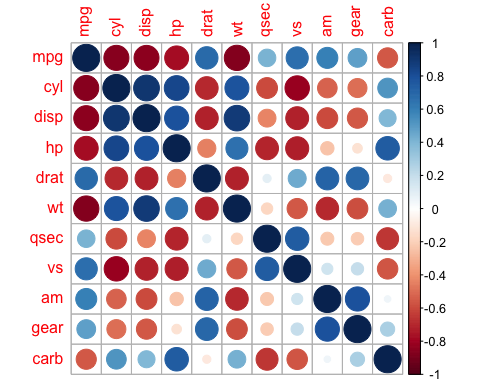 mpg cyl disp hp drat wt qsec vs am gear carb
mpg
cyl
disp
hp
drat
wt
qsec
vs
am
gear
carb
1
0.8
0.6
0.4
0.2
0
-0.2
-0.4
-0.6
-0.8
-1